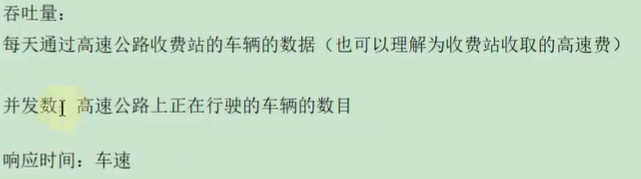 吞吐量：
每天通过高速公路收费站的车辆的数据（也可以理解为收费站收取的高速费）
并发数：高速公路上正在行驶的车辆的数目
响应时间：车速